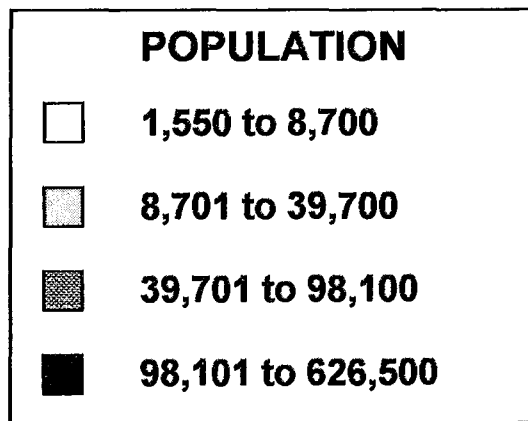 POPULATION
1,550 to 8,700
8,701 to 39,700
39,701 to 98,100
98,101 to 626,500